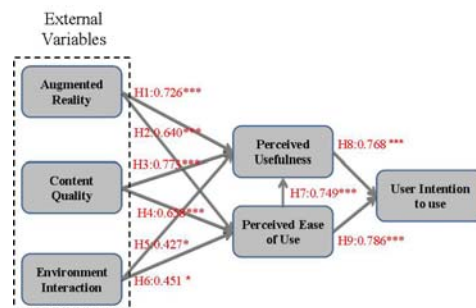 External
Variables
Augmented
Reality
H1:0.726***
H2:0.640***
Perceived
Usefulness
H8:0.768***
H3:0.775***
Content
Quality
H7:0.749***
User Intention
to use
H4:0.658***
Perceived Ease
of Use
H5:0.427*
H9:0.786***
Environment
Interaction
H6:0.451 *